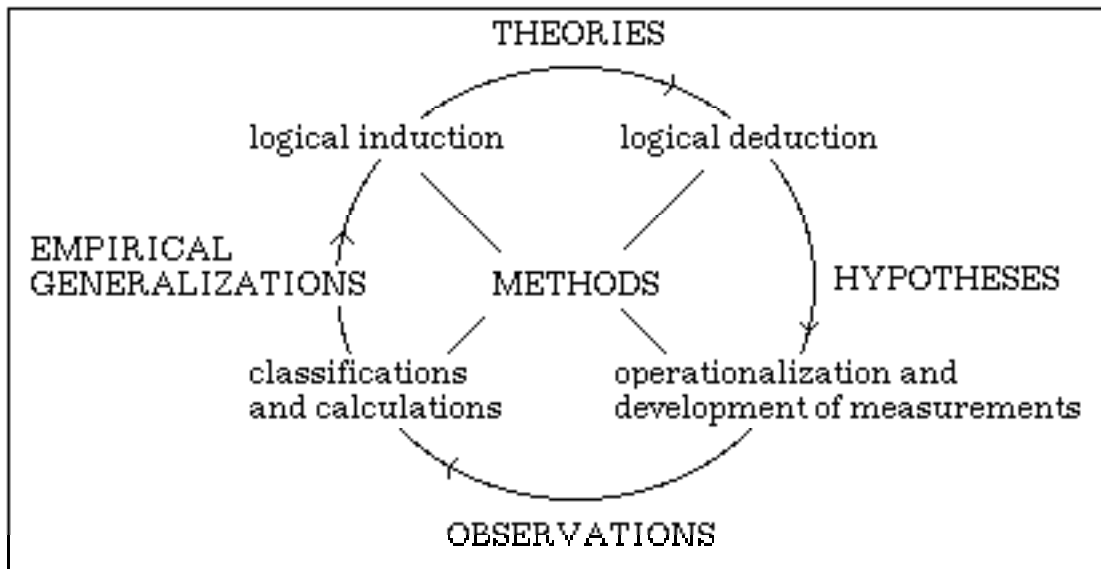 THEORIES
logical induction
logical deduction
EMPIRICAL
GENERALIZATIONS
METHODS
HYPOTHESES
classifications
and calculations
operationalization and
development of measurements
OBSERVATIONS